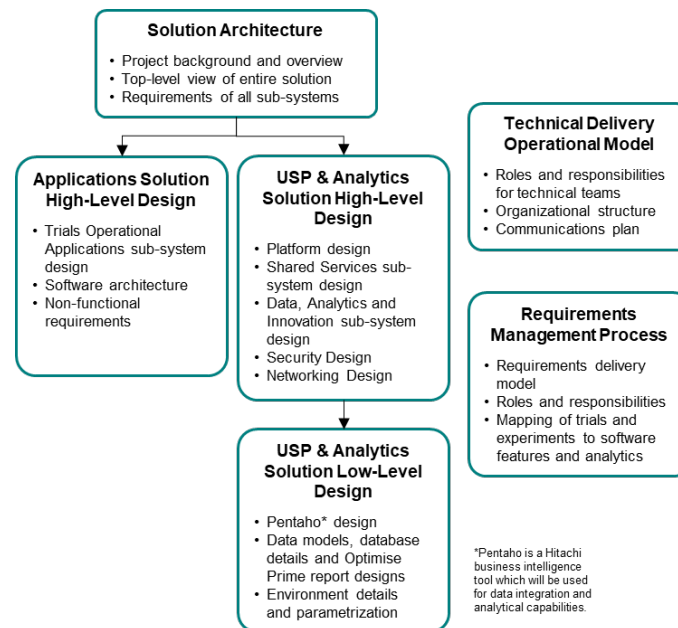 Solution Architecture
• Project background and overview
• Top-level view of entire solution
• Requirements of all sub-systems
Applications Solution
High-Level Design
• Trials Operational
Applications sub-system
design
• Software architecture
• Non-functional
requirements
USP & Analytics
Solution High-Level
Design
• Platform design
• Shared Services sub-
system design
• Data, Analytics and
Innovation sub-system
design
• Security Design
• Networking Design
USP & Analytics
Solution Low-Level
Design
• Pentaho* design
• Data models, database
details and Optimise
Prime report designs
• Environment details
and parametrization
Technical Delivery
Operational Model
• Roles and responsibilities
for technical teams
• Organizational structure
• Communications plan
Requirements
Management Process
• Requirements delivery
model
• Roles and responsibilities
• Mapping of trials and
experiments to software
features and analytics
*Pentaho is a Hitachi
business intelligence
tool which will be used
for data integration and
analytical capabilities.